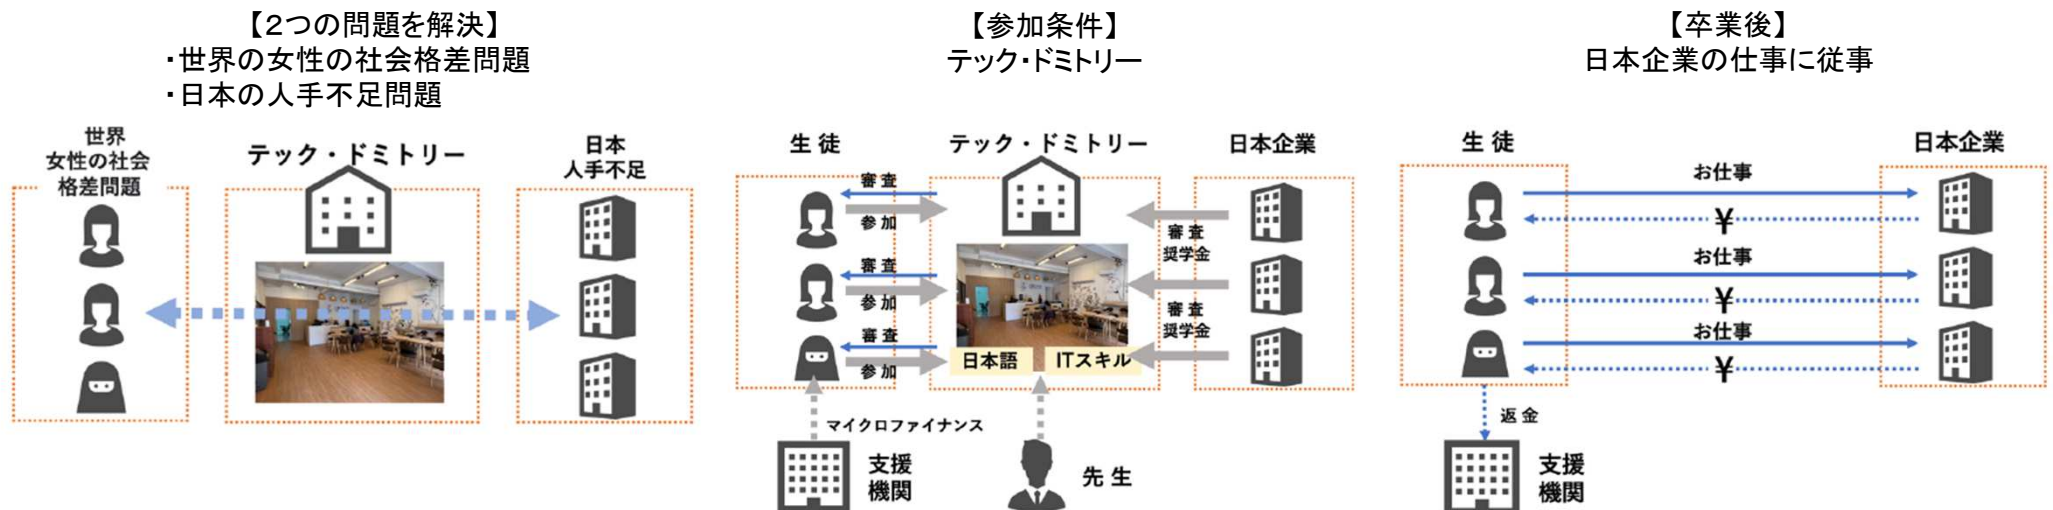 【2つの問題を解決】
・世界の女性の社会格差問題
・日本の人手不足問題
世界
女性の社会
格差問題
テック・ドミトリー
日本
人手不足
【参加条件】
テック・ドミトリー
生徒
テック・ドミトリー
日本企業
審査
参加
審査
奨学金
審査
参加
審査
奨学金
審査
参加
日本語
ITスキル
マイクロファイナンス
支援
機関
先生
【卒業後】
日本企業の仕事に従事
生徒
日本企業
お仕事
¥
お仕事
¥
お仕事
¥
返金
支援
機関